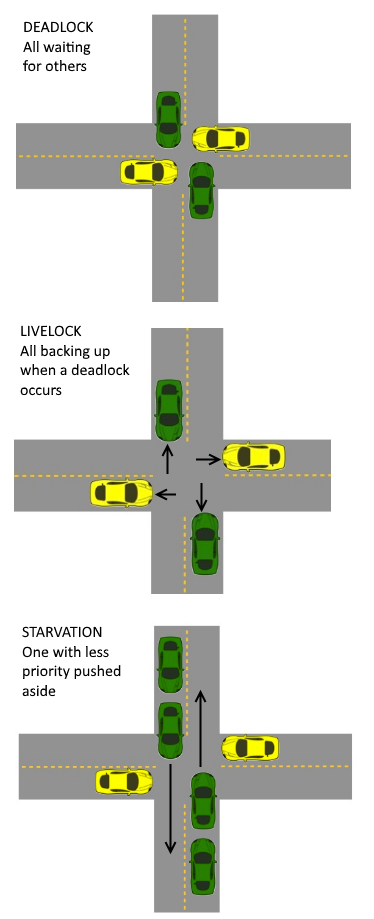 DEADLOCK
All waiting
for others
LIVELOCK
All backing up
when a deadlock
occurs
STARVATION
One with less
priority pushed
aside